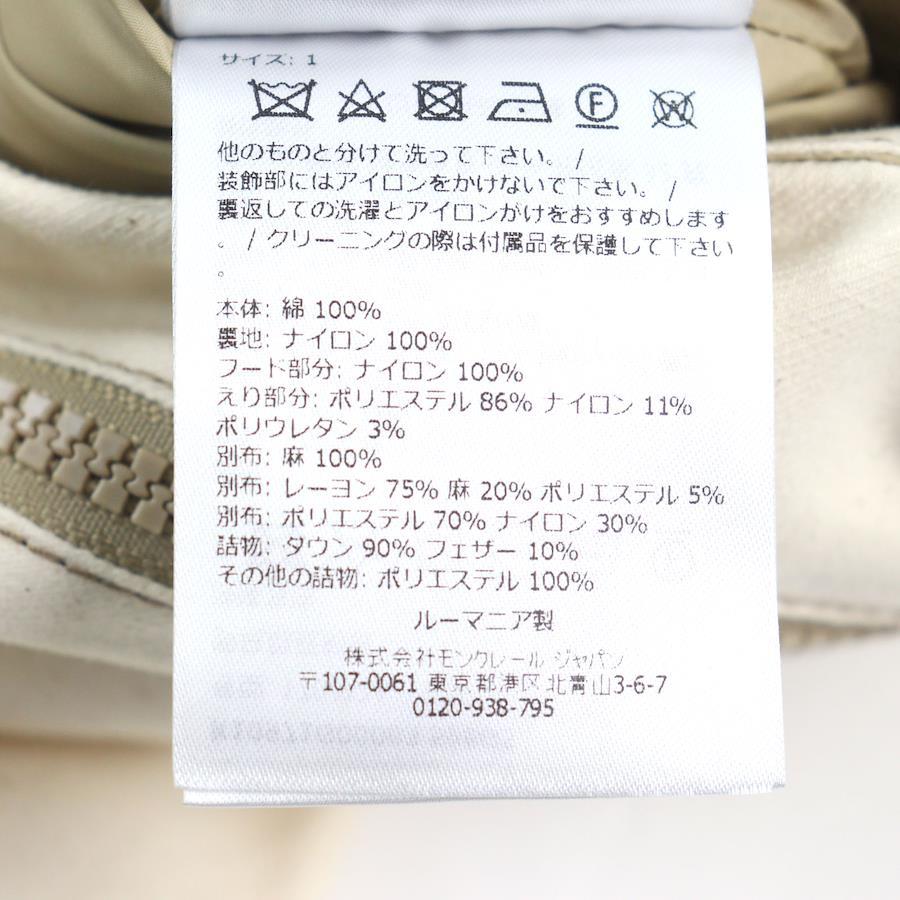 サイズ: 1
F W
他のものと分けて洗って下さい。 /
装飾部にはアイロンをかけないで下さい。 /
裏返しての洗濯とアイロンがけをおすすめします
。 / クリーニングの際は付属品を保護して下さい
。
本体: 綿 100%
裏地: ナイロン 100%
フード部分: ナイロン 100%
えり部分: ポリエステル 86% ナイロン 11%
ポリウレタン 3%
別布: 麻 100%
別布: レーヨン 75% 麻 20% ポリエステル 5%
別布: ポリエステル 70% ナイロン 30%
詰物: ダウン 90% フェザー 10%
その他の詰物: ポリエステル 100%
ルーマニア製
株式会社モンクレール ジャパン
〒107-0061 東京都港区北青山3-6-7
0120-938-795